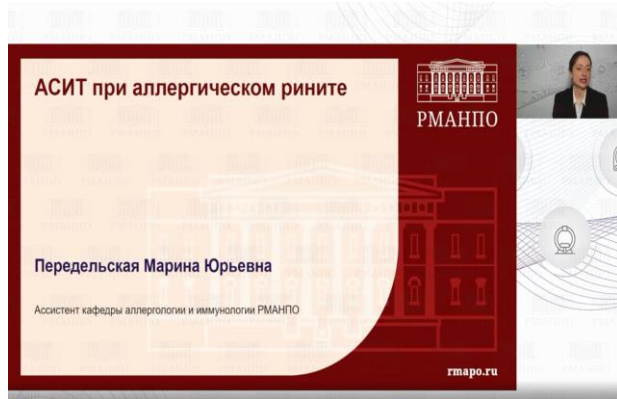 АСИТ при аллергическом рините
РМАНПО
Передельская Марина Юрьевна
Ассистент кафедры аллергологии и иммунологии РМАНПО
rmapo.ru